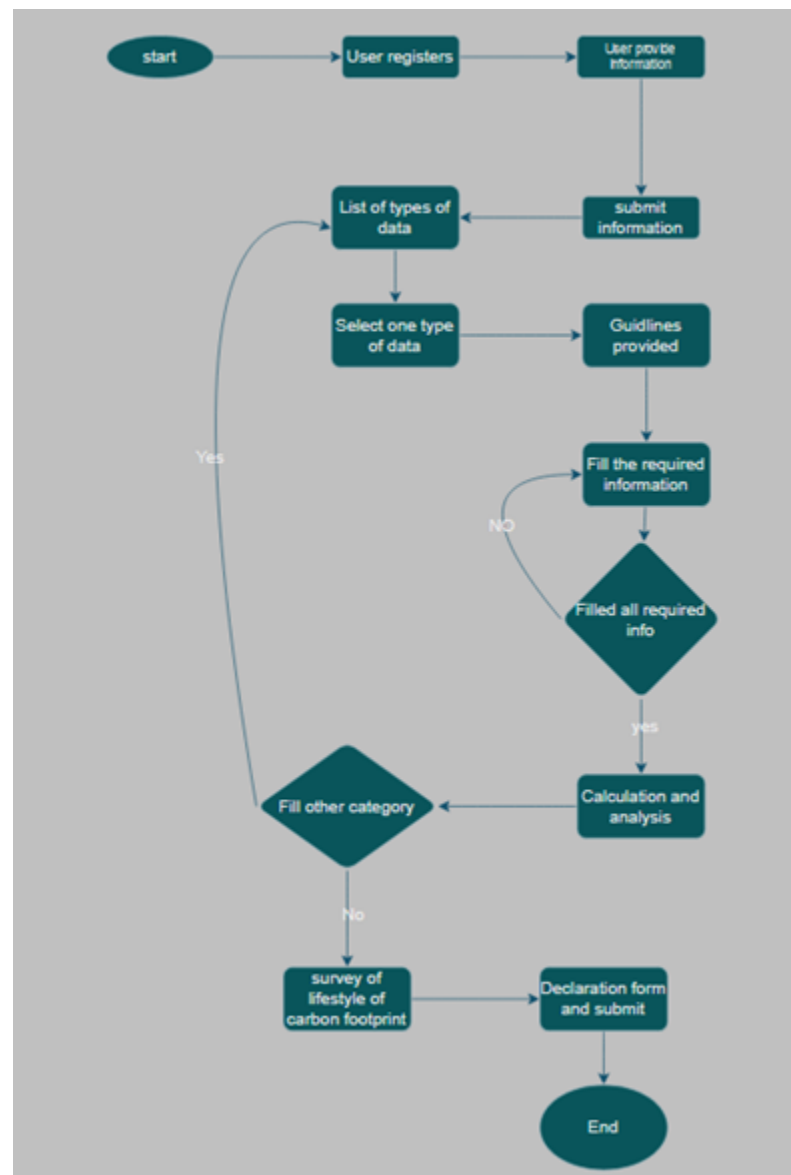 start
User registers
User provide
Information
List of types of
data
submit
information
Select one type
of data
Guidlines
provided
Yes
Fill the required
information
NO
Filled all required
info
yes
Fill other category
Calculation and
analysis
No
survey of
lifestyle of
carbon footprint
Declaration form
and submit
End